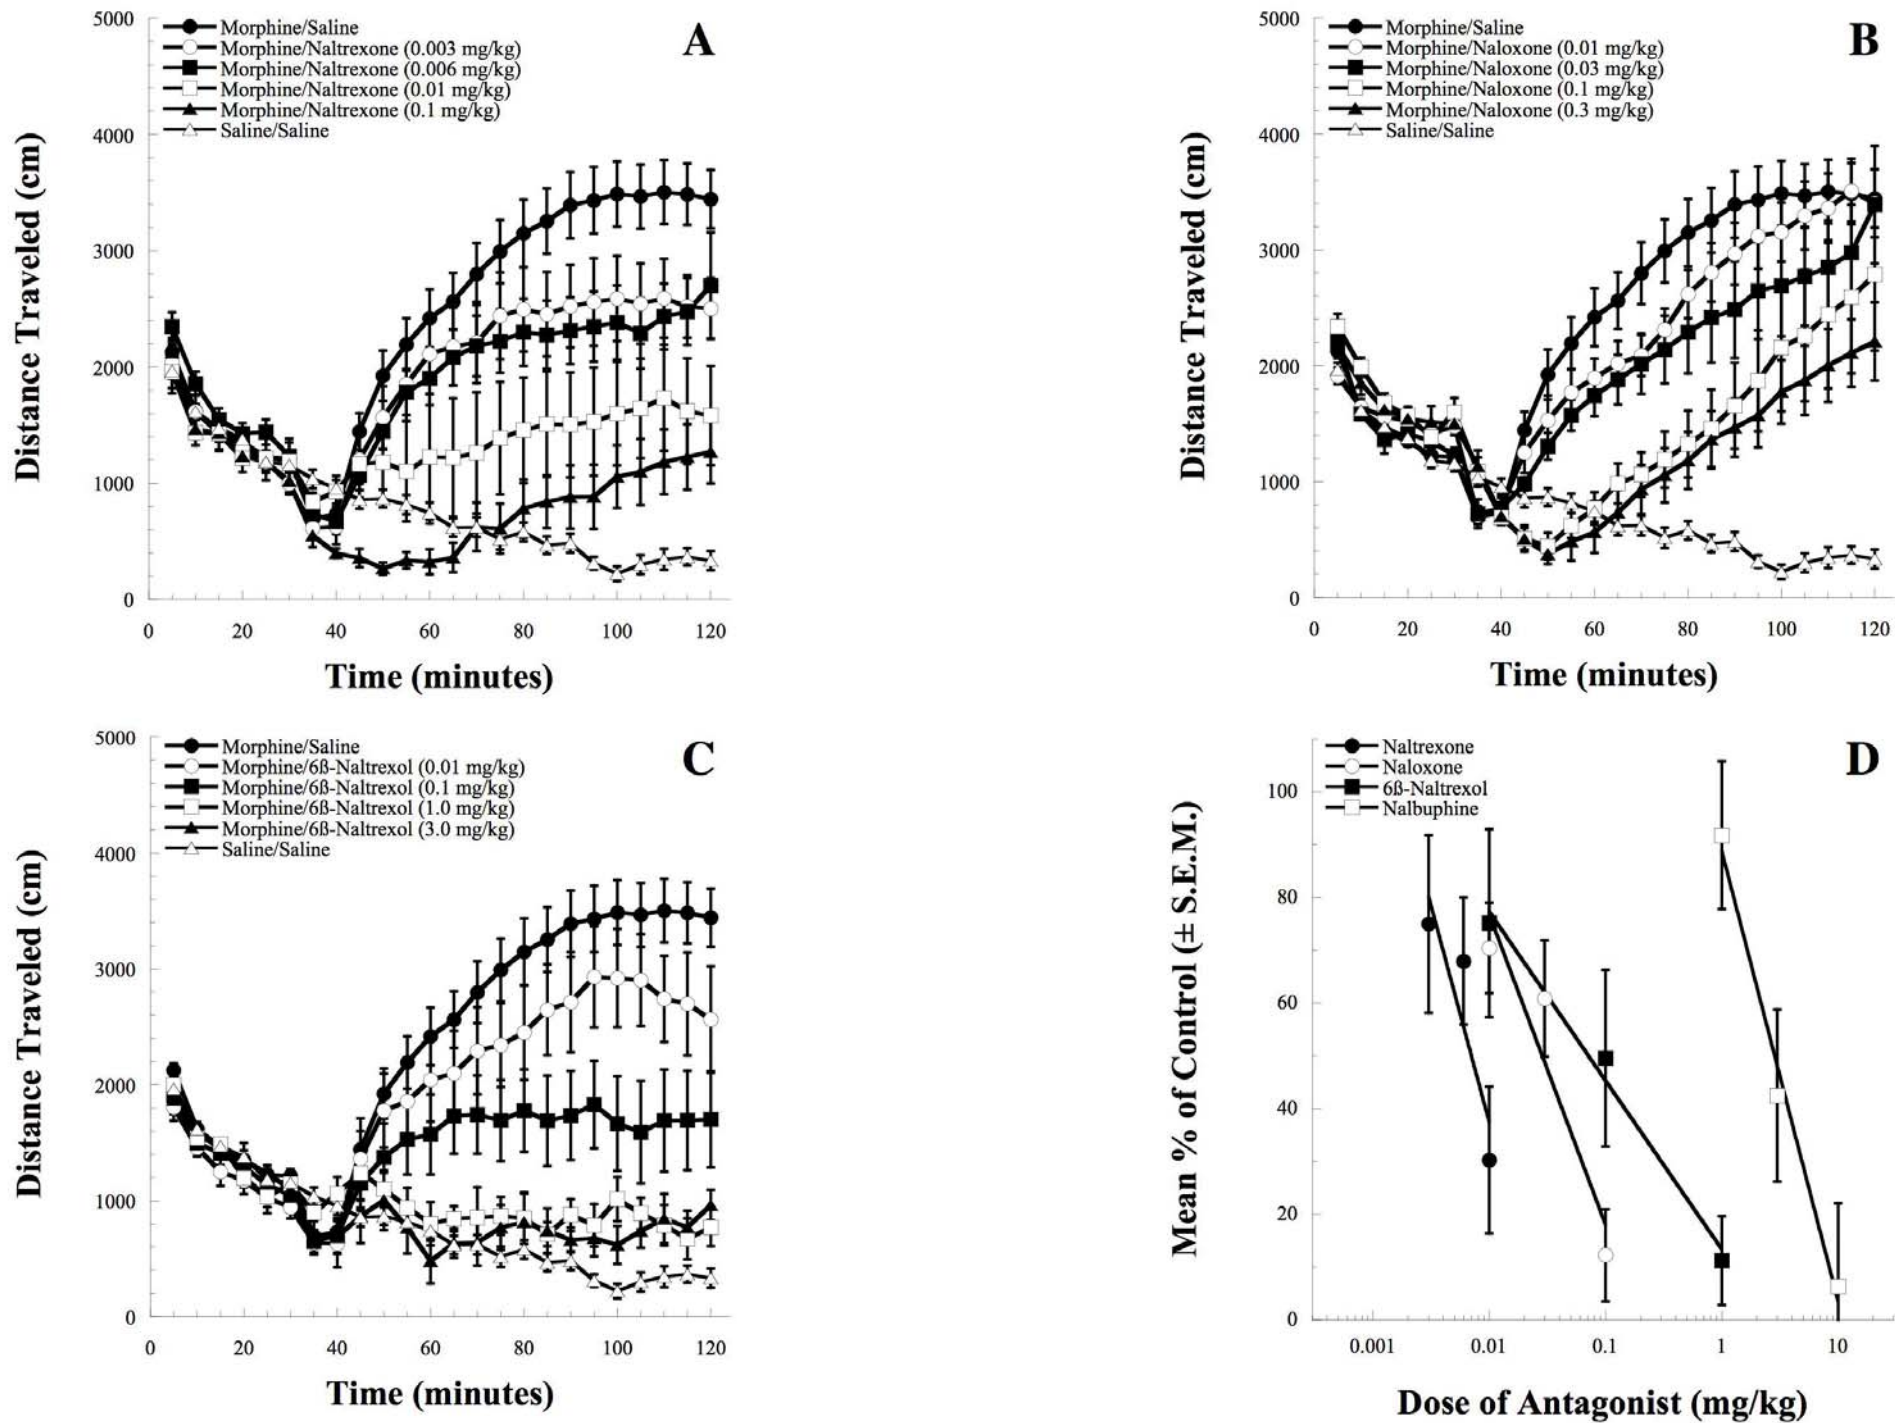 A
5000
4000
3000
2000
1000
0
Distance Traveled (cm)
Morphine/Saline
Morphine/Naltrexone (0.003 mg/kg)
Morphine/Naltrexone (0.006 mg/kg)
Morphine/Naltrexone (0.01 mg/kg)
Morphine/Naltrexone (0.1 mg/kg)
Saline/Saline
0 20 40 60 80 100 120
Time (minutes)
B
5000
4000
3000
2000
1000
0
Distance Traveled (cm)
Morphine/Saline
Morphine/Naloxone (0.01 mg/kg)
Morphine/Naloxone (0.03 mg/kg)
Morphine/Naloxone (0.1 mg/kg)
Morphine/Naloxone (0.3 mg/kg)
Saline/Saline
0 20 40 60 80 100 120
Time (minutes)
C
5000
4000
3000
2000
1000
0
Distance Traveled (cm)
Morphine/Saline
Morphine/6ß-Naltrexol (0.01 mg/kg)
Morphine/6ß-Naltrexol (0.1 mg/kg)
Morphine/6ß-Naltrexol (1.0 mg/kg)
Morphine/6ß-Naltrexol (3.0 mg/kg)
Saline/Saline
0 20 40 60 80 100 120
Time (minutes)
D
100
80
60
40
20
0
Mean % of Control (± S.E.M.)
Naltrexone
Naloxone
6ß-Naltrexol
Nalbuphine
0.001 0.01 0.1 1 10
Dose of Antagonist (mg/kg)